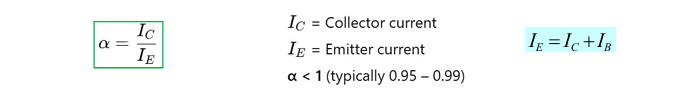 α = I_C / I_E
I_C = Collector current
I_E = Emitter current
α < 1 (typically 0.95 – 0.99)
I_E = I_C + I_B